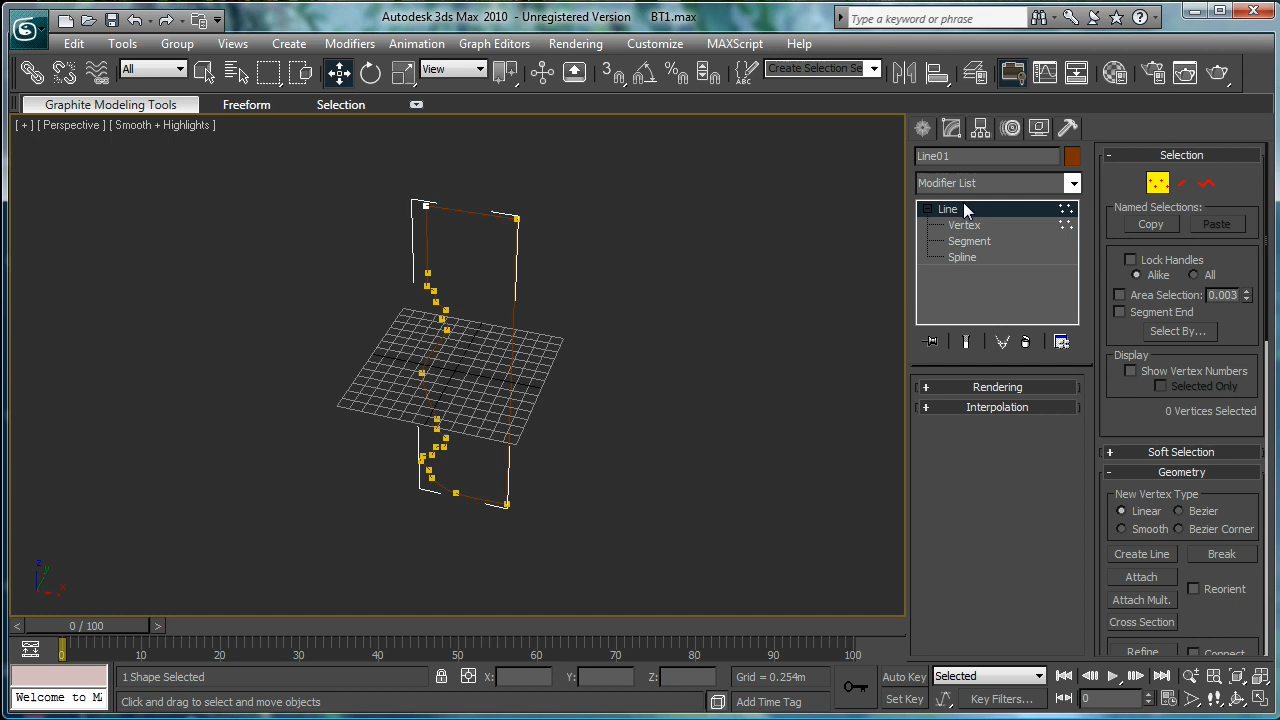 Autodesk 3ds Max 2010 - Unregistered Version BT1.max
Type a keyword or phrase
Edit Tools Group Views Create Modifiers Animation Graph Editors Rendering Customize MAXScript Help
All View Create Selection Se
Graphite Modeling Tools Freeform Selection
[ + ] [ Perspective ] [ Smooth + Highlights ]
Line01
Modifier List
Line
Vertex
Segment
Spline
+ Rendering
+ Interpolation
- Selection
Named Selections:
Copy Paste
Lock Handles
Alike All
Area Selection: 0.003
Segment End
Select By...
Display
Show Vertex Numbers
Selected Only
0 Vertices Selected
+ Soft Selection
- Geometry
New Vertex Type
Linear Bezier
Smooth Bezier Corner
Create Line Break
Attach
Reorient
Attach Mult.
Cross Section
Refine Connect
z
y
x
< 0 / 100 >
0 10 20 30 40 50 60 70 80 90 100
1 Shape Selected X: Y: Z: Grid = 0.254m Auto Key Selected
Welcome to M Click and drag to select and move objects Add Time Tag Set Key Key Filters... 0